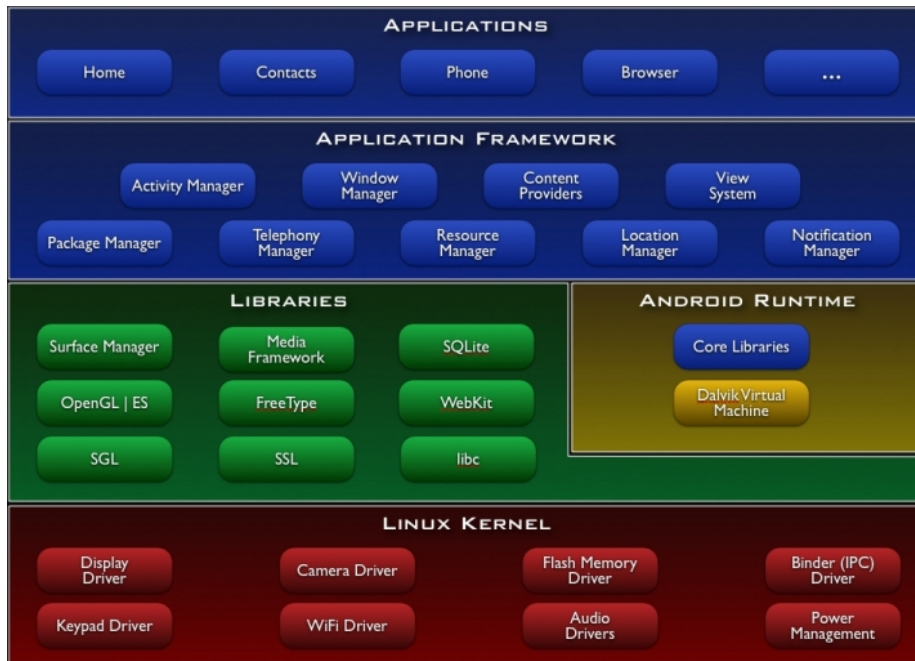 APPLICATIONS
Home
Contacts
Phone
Browser
...
APPLICATION FRAMEWORK
Activity Manager
Window
Manager
Content
Providers
View
System
Package Manager
Telephony
Manager
Resource
Manager
Location
Manager
Notification
Manager
LIBRARIES
Surface Manager
Media
Framework
SQLite
OpenGL | ES
FreeType
WebKit
SGL
SSL
libc
ANDROID RUNTIME
Core Libraries
Dalvik Virtual
Machine
LINUX KERNEL
Display
Driver
Camera Driver
Flash Memory
Driver
Binder (IPC)
Driver
Keypad Driver
WiFi Driver
Audio
Drivers
Power
Management